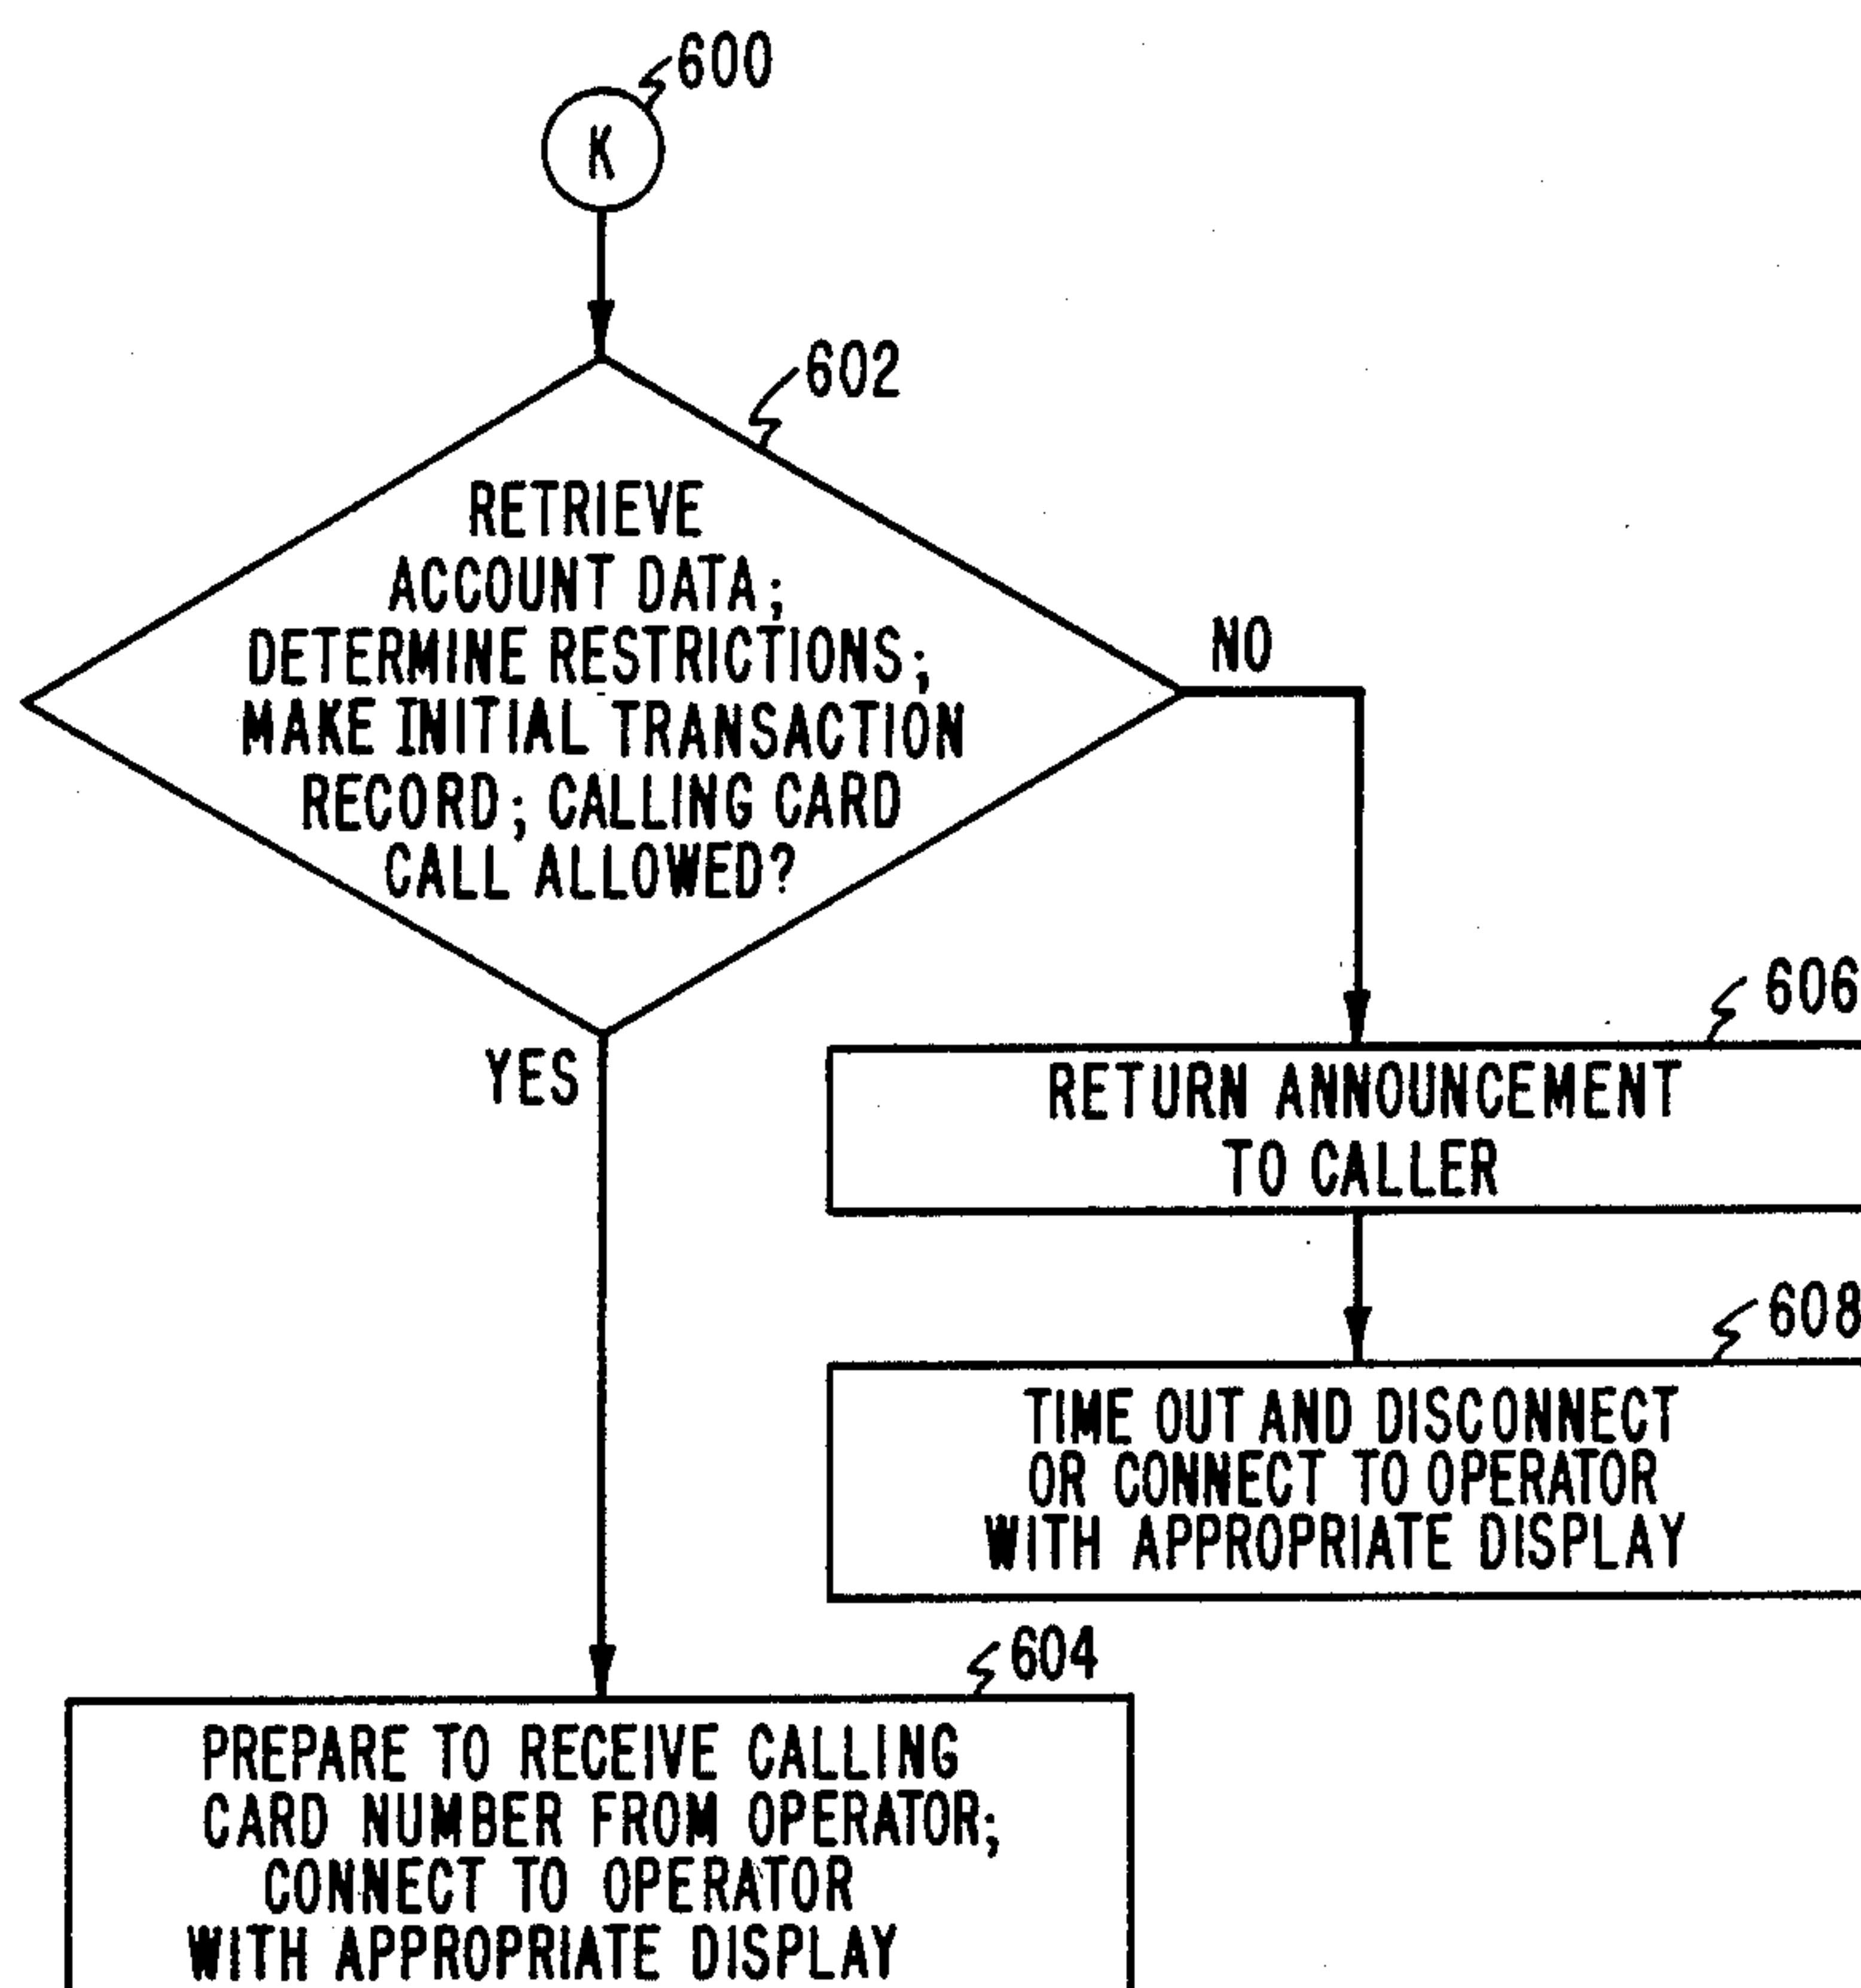 600
K
602
RETRIEVE
ACCOUNT DATA;
DETERMINE RESTRICTIONS;
MAKE INITIAL TRANSACTION
RECORD; CALLING CARD
CALL ALLOWED?
NO
YES
606
RETURN ANNOUNCEMENT
TO CALLER
608
TIME OUT AND DISCONNECT
OR CONNECT TO OPERATOR
WITH APPROPRIATE DISPLAY
604
PREPARE TO RECEIVE CALLING
CARD NUMBER FROM OPERATOR;
CONNECT TO OPERATOR
WITH APPROPRIATE DISPLAY